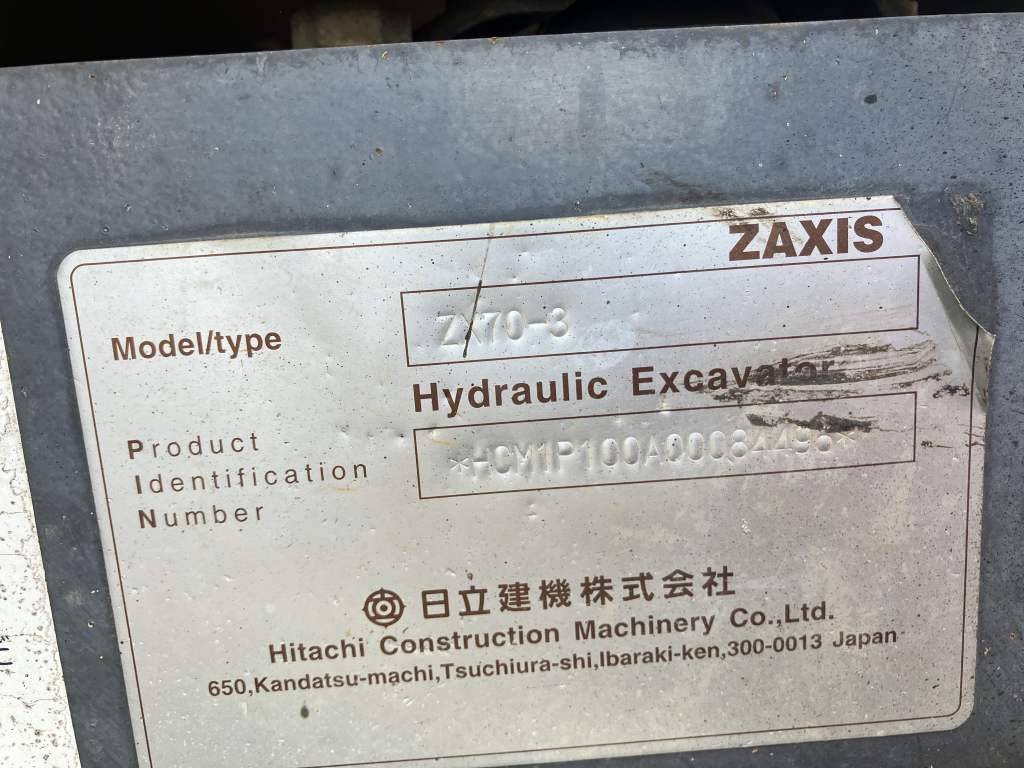 ZAXIS
Model/type
ZX70-3
Hydraulic Excavator
Product
Identification
Number
*HCM1P100A00084498*
日立建機株式会社
Hitachi Construction Machinery Co.,Ltd.
650,Kandatsu-machi,Tsuchiura-shi,Ibaraki-ken,300-0013 Japan